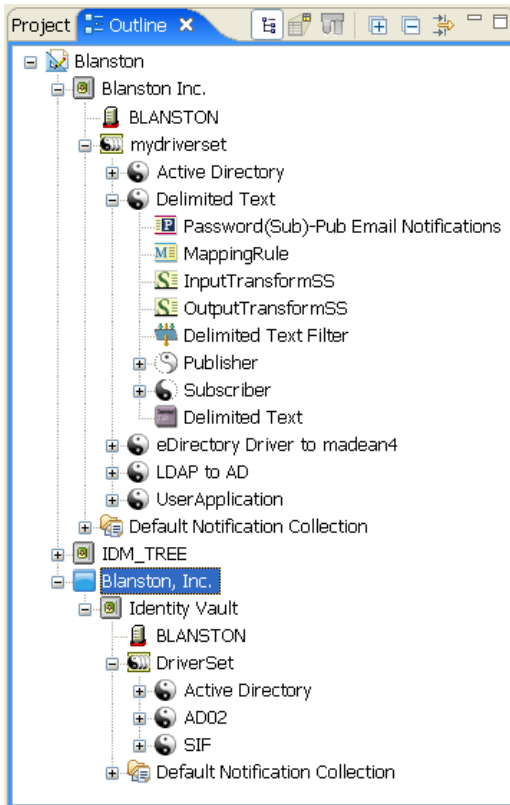 Project Outline
Blanston
Blanston Inc.
BLANSTON
mydriverset
Active Directory
Delimited Text
Password(Sub)-Pub Email Notifications
MappingRule
InputTransformSS
OutputTransformSS
Delimited Text Filter
Publisher
Subscriber
Delimited Text
eDirectory Driver to madean4
LDAP to AD
UserApplication
Default Notification Collection
IDM_TREE
Blanston, Inc.
Identity Vault
BLANSTON
DriverSet
Active Directory
AD02
SIF
Default Notification Collection